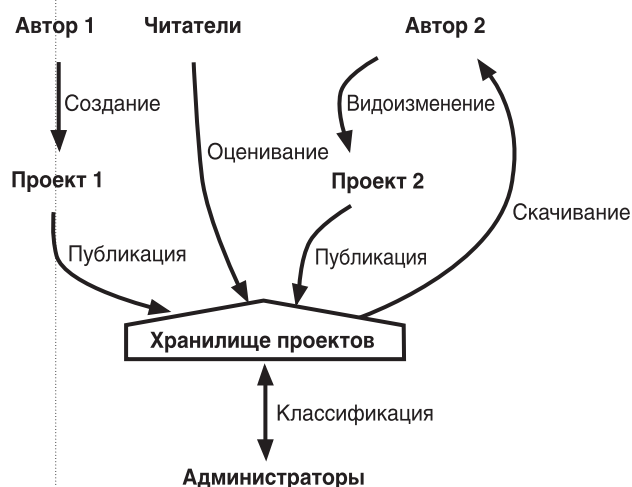 Автор 1 Читатели Автор 2
Создание Видоизменение
Оценивание
Проект 1 Проект 2
Скачивание
Публикация Публикация
Хранилище проектов
Классификация
Администраторы